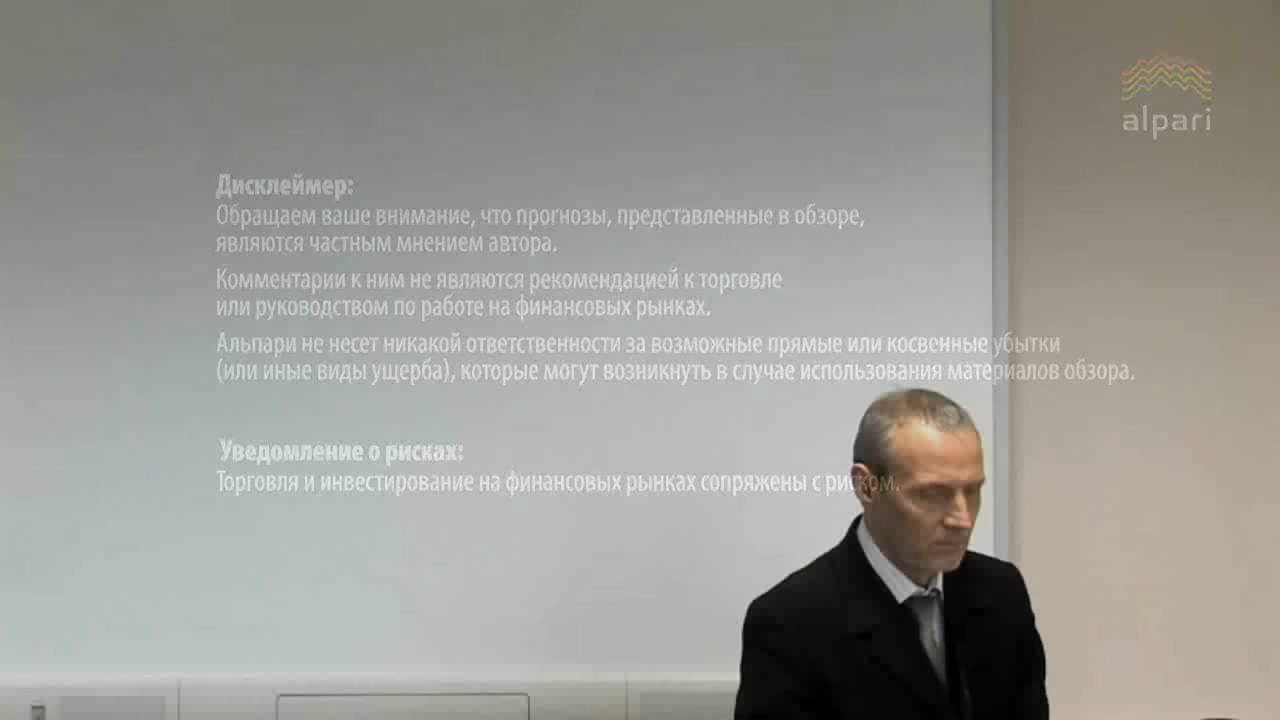 alpari
Дисклеймер:
Обращаем ваше внимание, что прогнозы, представленные в обзоре,
являются частным мнением автора.
Комментарии к ним не являются рекомендацией к торговле
или руководством по работе на финансовых рынках.
Альпари не несет никакой ответственности за возможные прямые или косвенные убытки
(или иные виды ущерба), которые могут возникнуть в случае использования материалов обзора.
Уведомление о рисках:
Торговля и инвестирование на финансовых рынках сопряжены с риском.